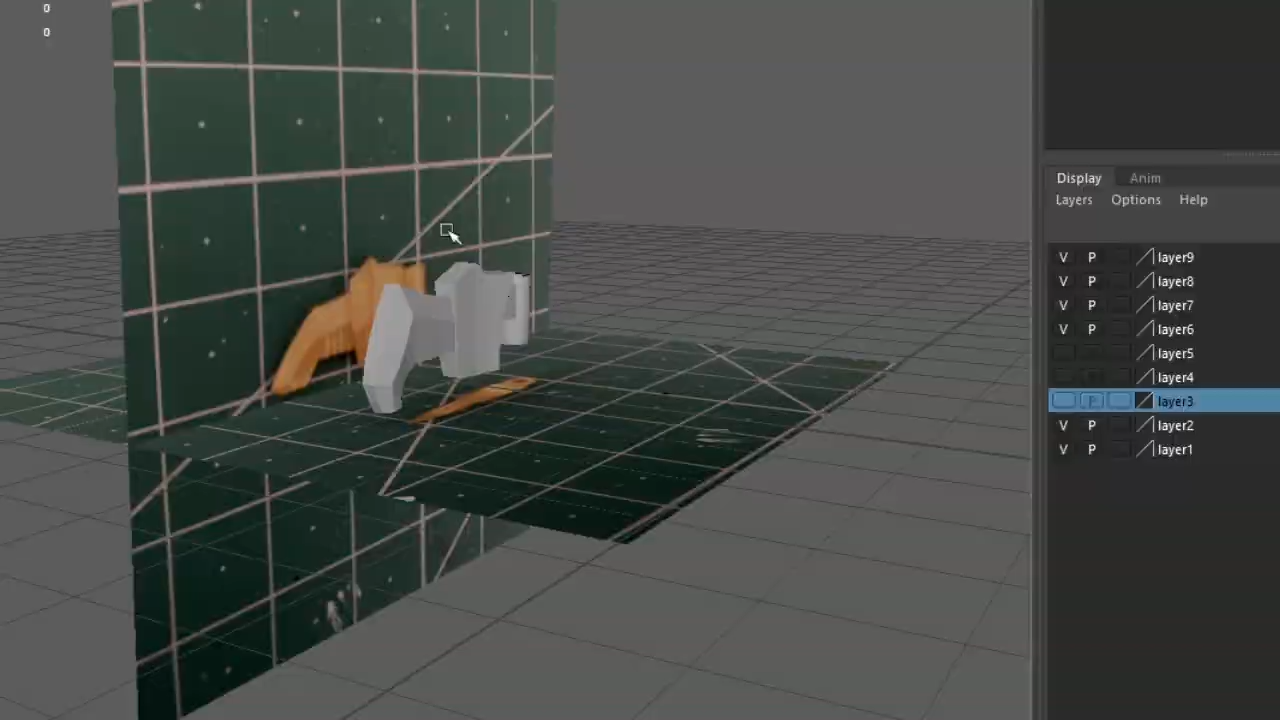 0
0
Display Anim
Layers Options Help
V P layer9
V P layer8
V P layer7
V P layer6
layer5
layer4
P layer3
V P layer2
V P layer1